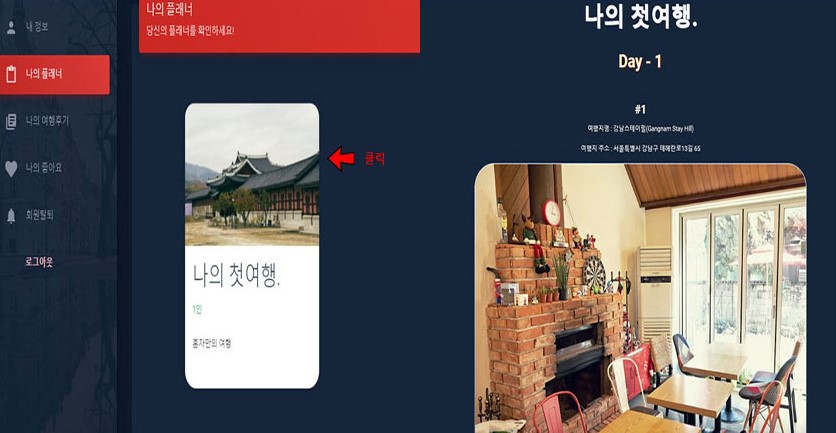 내 정보
나의 플래너
나의 여행후기
나의 좋아요
회원탈퇴
로그아웃
나의 플래너
당신의 플래너를 확인하세요!
클릭
나의 첫여행.
1인
혼자만의 여행
나의 첫여행.
Day - 1
#1
여행지명 : 강남스테이힐(Gangnam Stay Hill)
여행지 주소 : 서울특별시 강남구 테헤란로13길 65